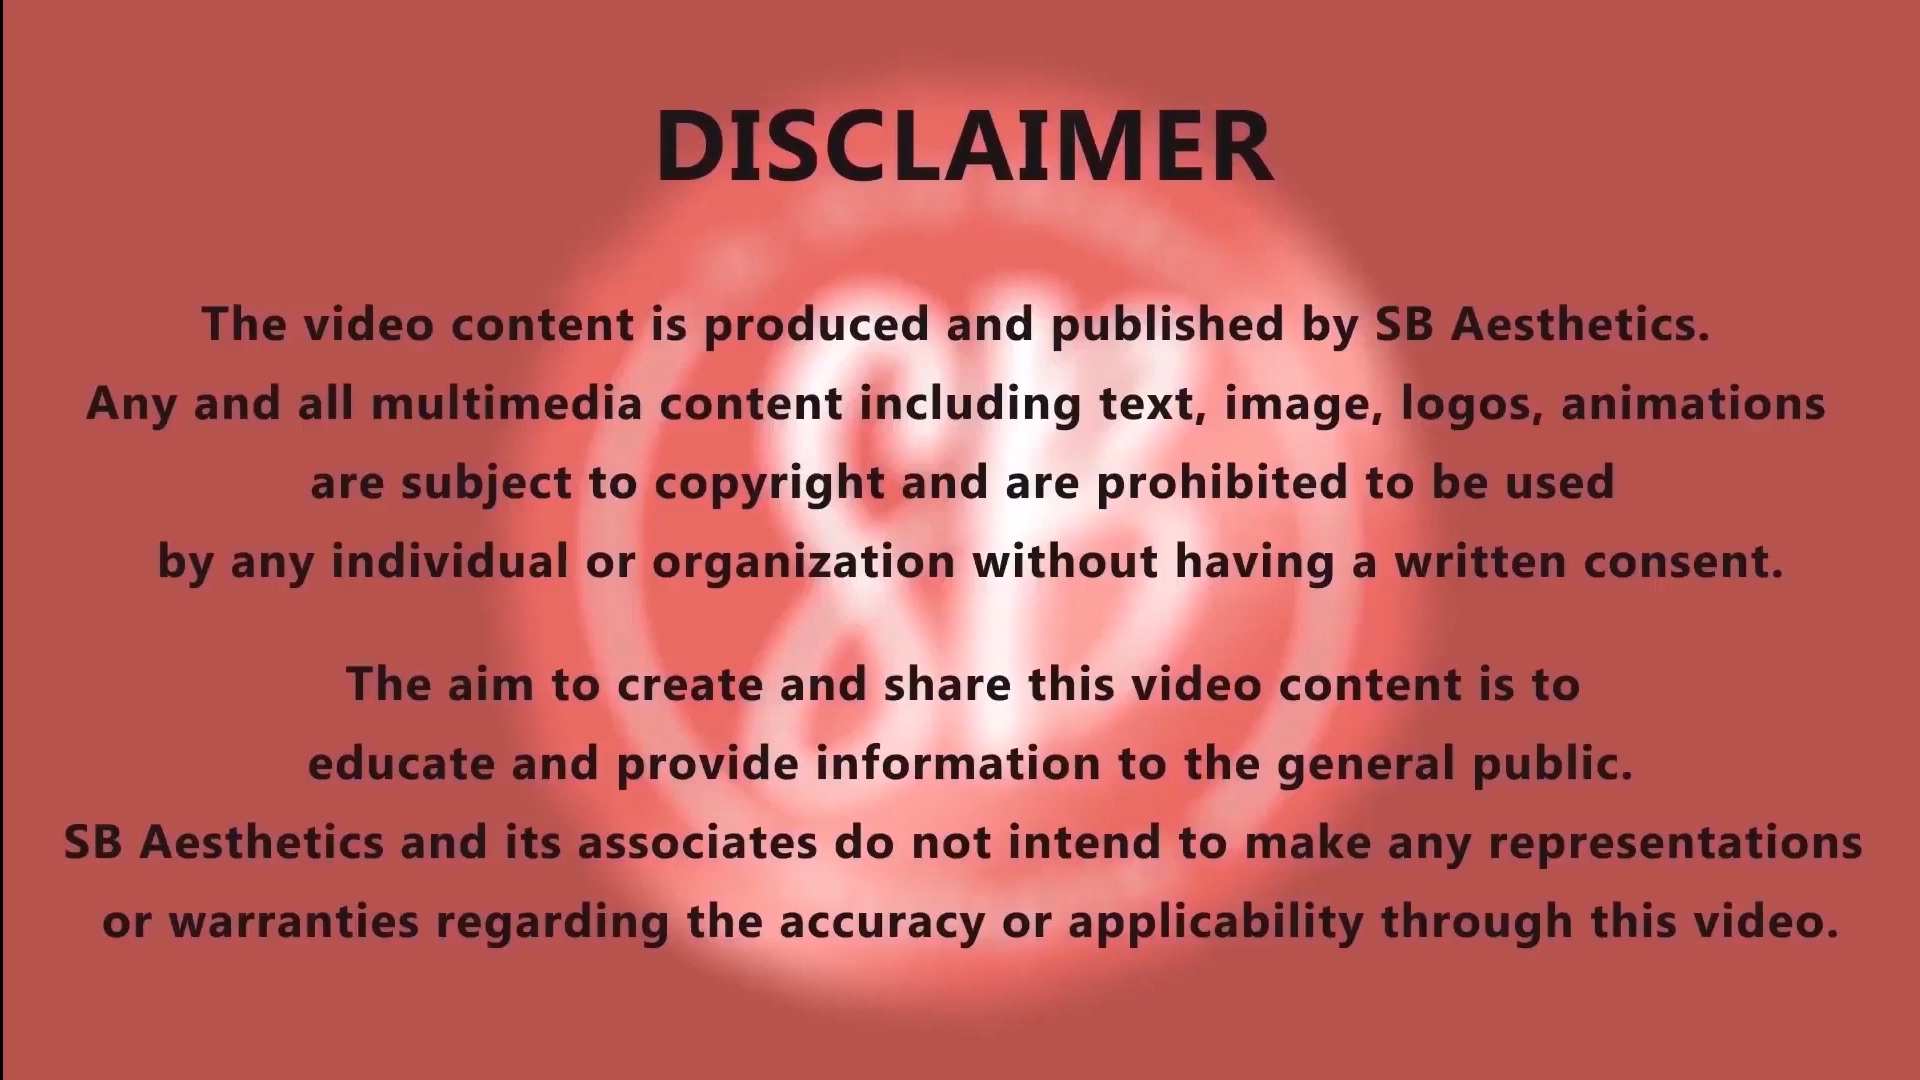 DISCLAIMER
The video content is produced and published by SB Aesthetics.
Any and all multimedia content including text, image, logos, animations
are subject to copyright and are prohibited to be used
by any individual or organization without having a written consent.
The aim to create and share this video content is to
educate and provide information to the general public.
SB Aesthetics and its associates do not intend to make any representations
or warranties regarding the accuracy or applicability through this video.